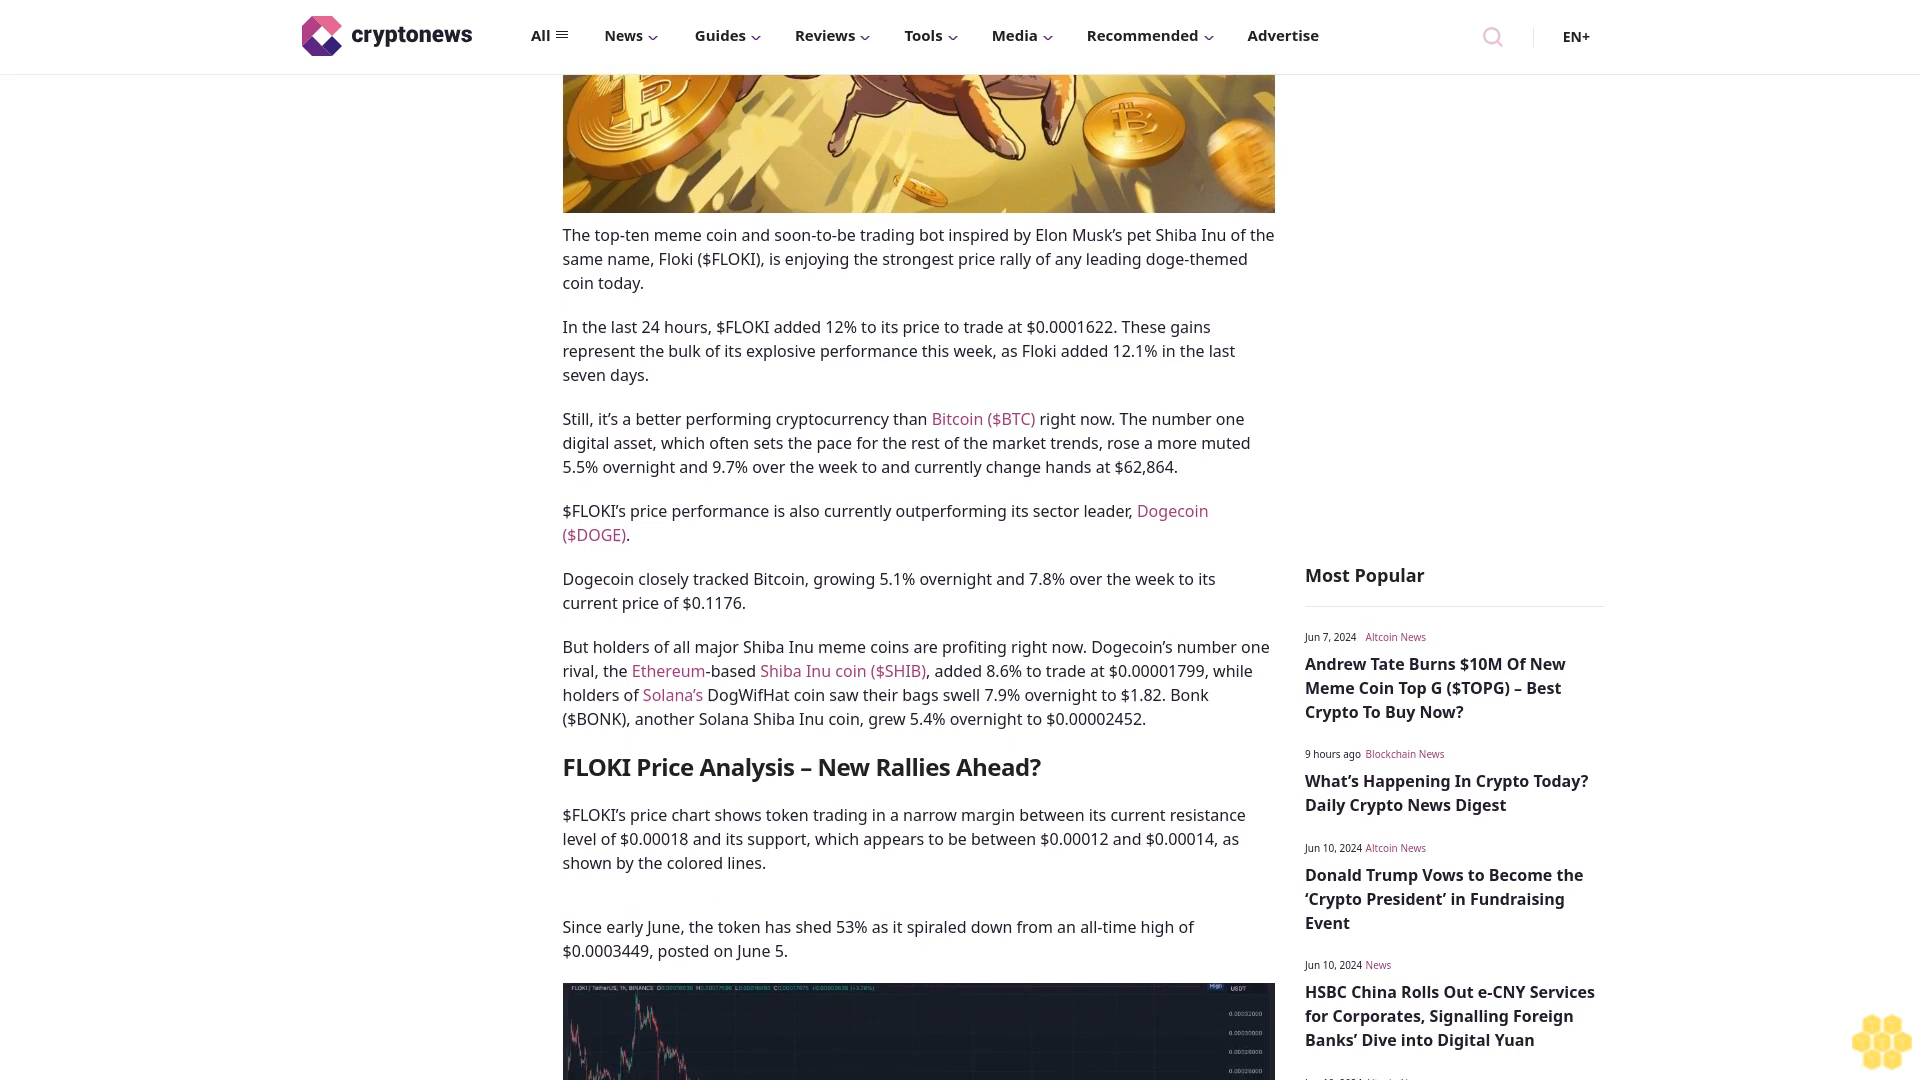 cryptonews
All
News
Guides
Reviews
Tools
Media
Recommended
Advertise
EN+
The top-ten meme coin and soon-to-be trading bot inspired by Elon Musk’s pet Shiba Inu of the
same name, Floki ($FLOKI), is enjoying the strongest price rally of any leading doge-themed
coin today.
In the last 24 hours, $FLOKI added 12% to its price to trade at $0.0001622. These gains
represent the bulk of its explosive performance this week, as Floki added 12.1% in the last
seven days.
Still, it’s a better performing cryptocurrency than Bitcoin ($BTC) right now. The number one
digital asset, which often sets the pace for the rest of the market trends, rose a more muted
5.5% overnight and 9.7% over the week to and currently change hands at $62,864.
$FLOKI’s price performance is also currently outperforming its sector leader, Dogecoin
($DOGE).
Dogecoin closely tracked Bitcoin, growing 5.1% overnight and 7.8% over the week to its
current price of $0.1176.
But holders of all major Shiba Inu meme coins are profiting right now. Dogecoin’s number one
rival, the Ethereum-based Shiba Inu coin ($SHIB), added 8.6% to trade at $0.00001799, while
holders of Solana’s DogWifHat coin saw their bags swell 7.9% overnight to $1.82. Bonk
($BONK), another Solana Shiba Inu coin, grew 5.4% overnight to $0.00002452.
FLOKI Price Analysis – New Rallies Ahead?
$FLOKI’s price chart shows token trading in a narrow margin between its current resistance
level of $0.00018 and its support, which appears to be between $0.00012 and $0.00014, as
shown by the colored lines.
Since early June, the token has shed 53% as it spiraled down from an all-time high of
$0.0003449, posted on June 5.
FLOKI / TetherUS, 1h, BINANCE
High
USDT
0.00032000
0.00030000
0.00028000
0.00026000
Most Popular
Jun 7, 2024 Altcoin News
Andrew Tate Burns $10M Of New
Meme Coin Top G ($TOPG) – Best
Crypto To Buy Now?
9 hours ago Blockchain News
What’s Happening In Crypto Today?
Daily Crypto News Digest
Jun 10, 2024 Altcoin News
Donald Trump Vows to Become the
‘Crypto President’ in Fundraising
Event
Jun 10, 2024 News
HSBC China Rolls Out e-CNY Services
for Corporates, Signalling Foreign
Banks’ Dive into Digital Yuan